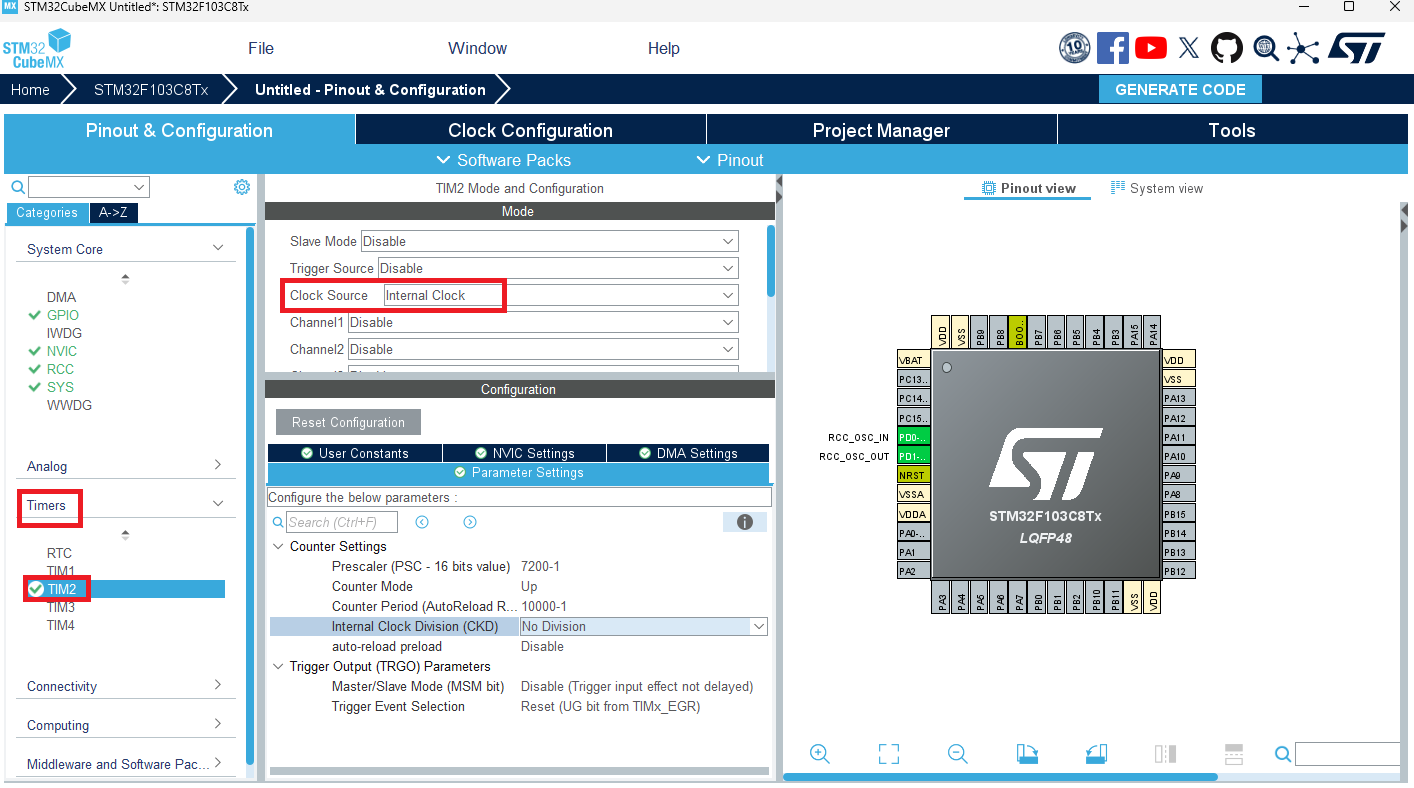 STM32CubeMX Untitled*: STM32F103C8Tx
STM32
CubeMX
File
Window
Help
10
Home
STM32F103C8Tx
Untitled - Pinout & Configuration
GENERATE CODE
Pinout & Configuration
Clock Configuration
Project Manager
Tools
Software Packs
Pinout
Categories
A->Z
System Core
DMA
GPIO
IWDG
NVIC
RCC
SYS
WWDG
Analog
Timers
RTC
TIM1
TIM2
TIM3
TIM4
Connectivity
Computing
Middleware and Software Pac...
TIM2 Mode and Configuration
Mode
Slave Mode Disable
Trigger Source Disable
Clock Source Internal Clock
Channel1 Disable
Channel2 Disable
Configuration
Reset Configuration
User Constants
NVIC Settings
DMA Settings
Parameter Settings
Configure the below parameters :
Search (Ctrl+F)
Counter Settings
Prescaler (PSC - 16 bits value) 7200-1
Counter Mode Up
Counter Period (AutoReload R... 10000-1
Internal Clock Division (CKD) No Division
auto-reload preload Disable
Trigger Output (TRGO) Parameters
Master/Slave Mode (MSM bit) Disable (Trigger input effect not delayed)
Trigger Event Selection Reset (UG bit from TIMx_EGR)
Pinout view
System view
VDD
VSS
PB9
PB8
BOO..
PB7
PB6
PB5
PB4
PB3
PA15
PA14
VBAT
PC13..
PC14..
PC15..
RCC_OSC_IN PD0-..
RCC_OSC_OUT PD1-..
NRST
VSSA
VDDA
PA0-..
PA1
PA2
STM32F103C8Tx
LQFP48
VDD
VSS
PA13
PA12
PA11
PA10
PA9
PA8
PB15
PB14
PB13
PB12
PA3
PA4
PA5
PA6
PA7
PB0
PB1
PB2
PB10
PB11
VSS
VDD